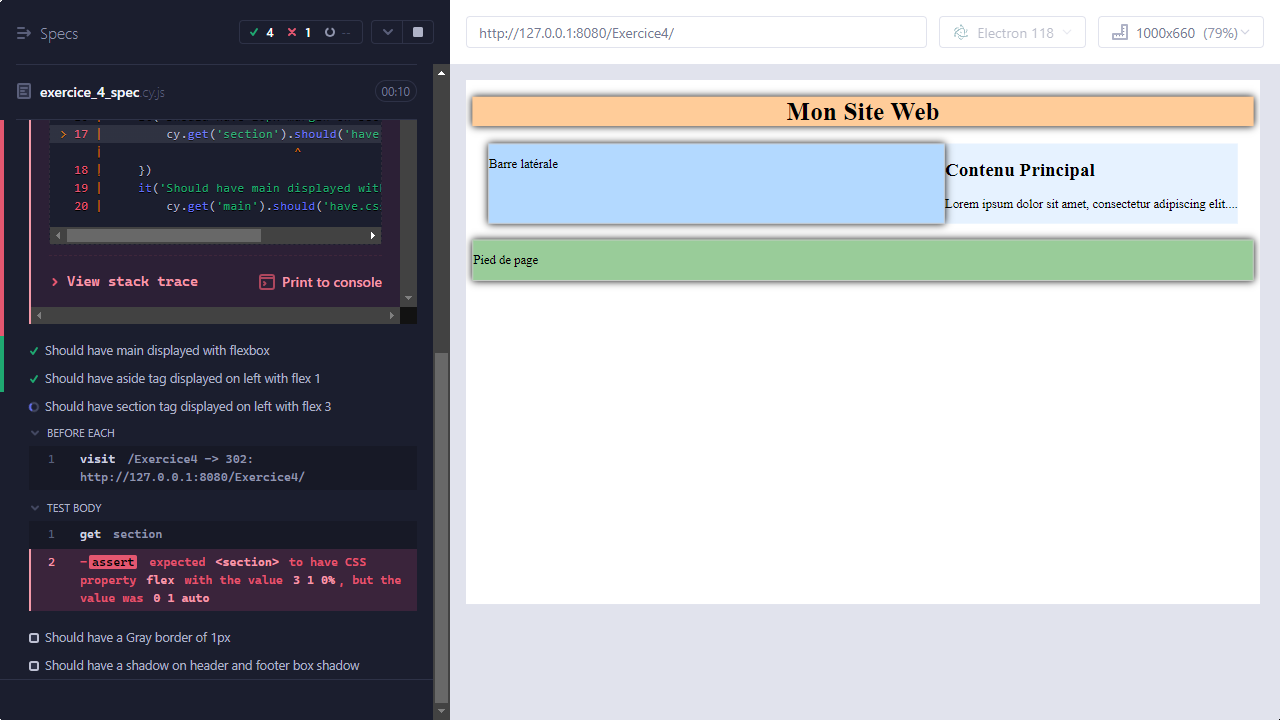 Specs
4
1
--
http://127.0.0.1:8080/Exercice4/
Electron 118
1000x660 (79%)
exercice_4_spec.cy.js
00:10
> 17 | cy.get('section').should('have
| ^
18 | })
19 | it('Should have main displayed wit
20 | cy.get('main').should('have.cs
View stack trace
Print to console
Should have main displayed with flexbox
Should have aside tag displayed on left with flex 1
Should have section tag displayed on left with flex 3
BEFORE EACH
1 visit /Exercice4 -> 302:
http://127.0.0.1:8080/Exercice4/
TEST BODY
1 get section
2 -assert expected <section> to have CSS
property flex with the value 3 1 0%, but the
value was 0 1 auto
Should have a Gray border of 1px
Should have a shadow on header and footer box shadow
Mon Site Web
Barre latérale
Contenu Principal
Lorem ipsum dolor sit amet, consectetur adipiscing elit....
Pied de page